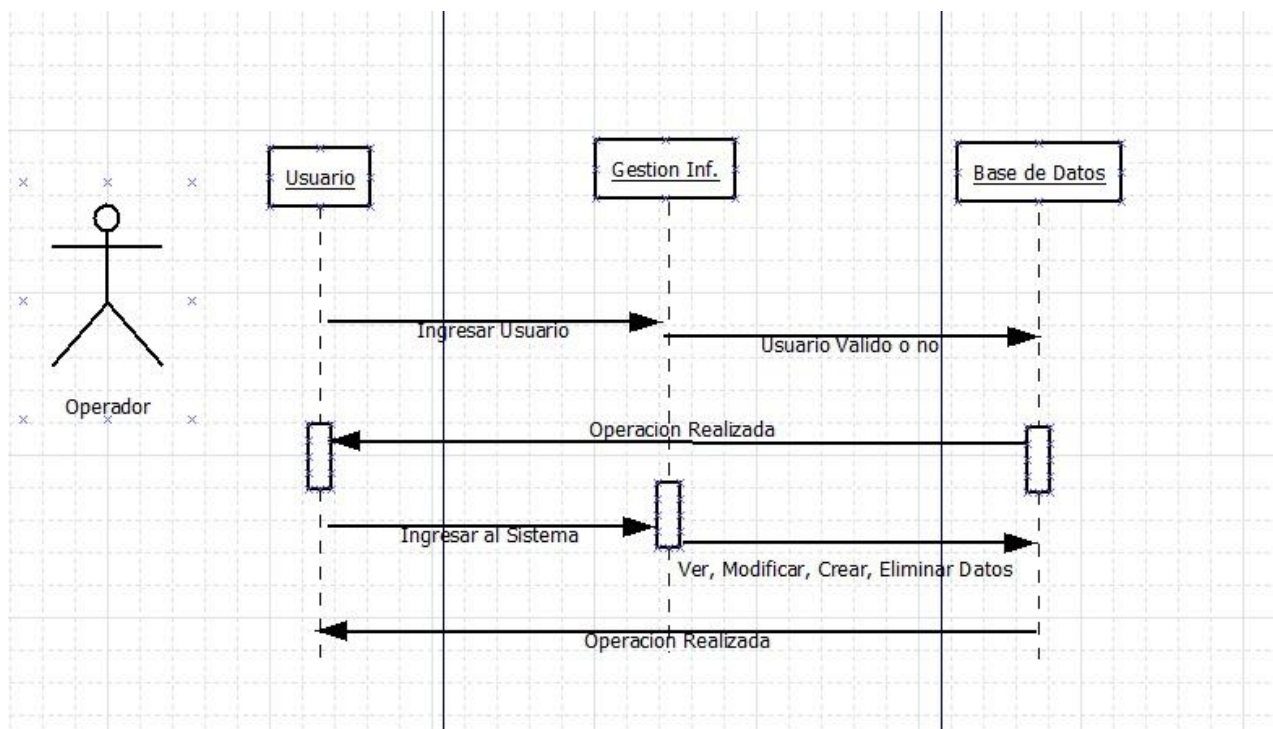 Usuario
Gestion Inf.
Base de Datos
Operador
Ingresar Usuario
Usuario Valido o no
Operacion Realizada
Ingresar al Sistema
Ver, Modificar, Crear, Eliminar Datos
Operacion Realizada